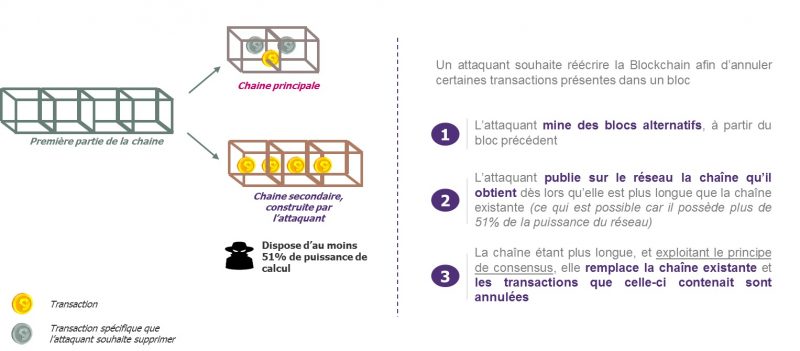 Chaine principale
Première partie de la chaine
Chaine secondaire,
construite par
l'attaquant
Dispose d'au moins
51% de puissance de
calcul
Transaction
Transaction spécifique que
l'attaquant souhaite supprimer
Un attaquant souhaite réécrire la Blockchain afin d'annuler
certaines transactions présentes dans un bloc
1
L'attaquant mine des blocs alternatifs, à partir du
bloc précédent
2
L'attaquant publie sur le réseau la chaîne qu'il
obtient dès lors qu'elle est plus longue que la chaîne
existante (ce qui est possible car il possède plus de
51% de la puissance du réseau)
3
La chaîne étant plus longue, et exploitant le principe
de consensus, elle remplace la chaîne existante et
les transactions que celle-ci contenait sont
annulées